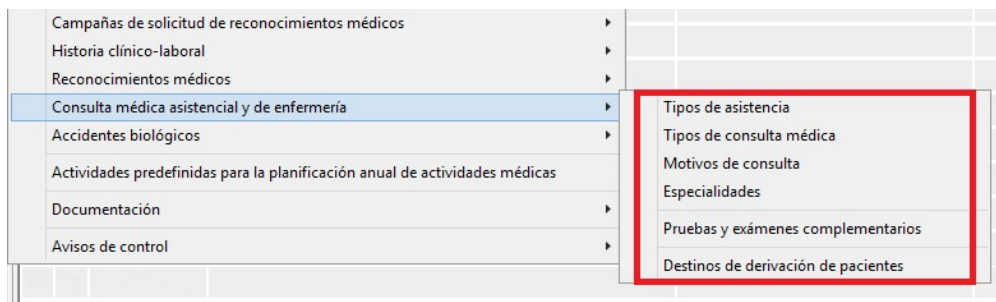 Campañas de solicitud de reconocimientos médicos
Historia clínico-laboral
Reconocimientos médicos
Consulta médica asistencial y de enfermería
Accidentes biológicos
Actividades predefinidas para la planificación anual de actividades médicas
Documentación
Avisos de control
Tipos de asistencia
Tipos de consulta médica
Motivos de consulta
Especialidades
Pruebas y exámenes complementarios
Destinos de derivación de pacientes